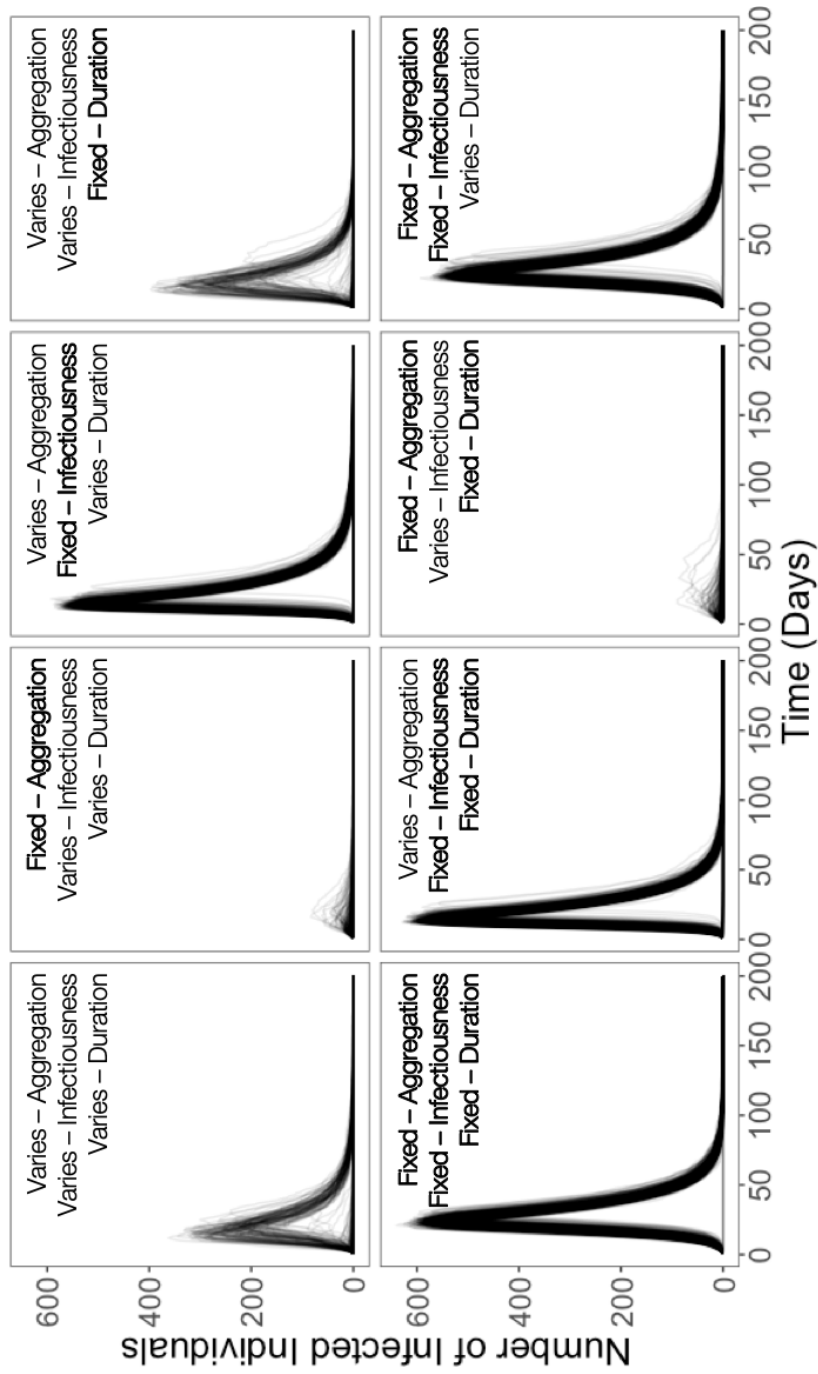 Number of Infected Individuals
600
400
200
0
Varies – Aggregation
Varies – Infectiousness
Varies – Duration
Fixed – Aggregation
Varies – Infectiousness
Varies – Duration
Varies – Aggregation
Fixed – Infectiousness
Varies – Duration
Varies – Aggregation
Varies – Infectiousness
Fixed – Duration
600
400
200
0
Fixed – Aggregation
Fixed – Infectiousness
Fixed – Duration
Varies – Aggregation
Fixed – Infectiousness
Fixed – Duration
Fixed – Aggregation
Varies – Infectiousness
Fixed – Duration
Fixed – Aggregation
Fixed – Infectiousness
Varies – Duration
0 50 100 150 200
0 50 100 150 200
0 50 100 150 200
0 50 100 150 200
Time (Days)